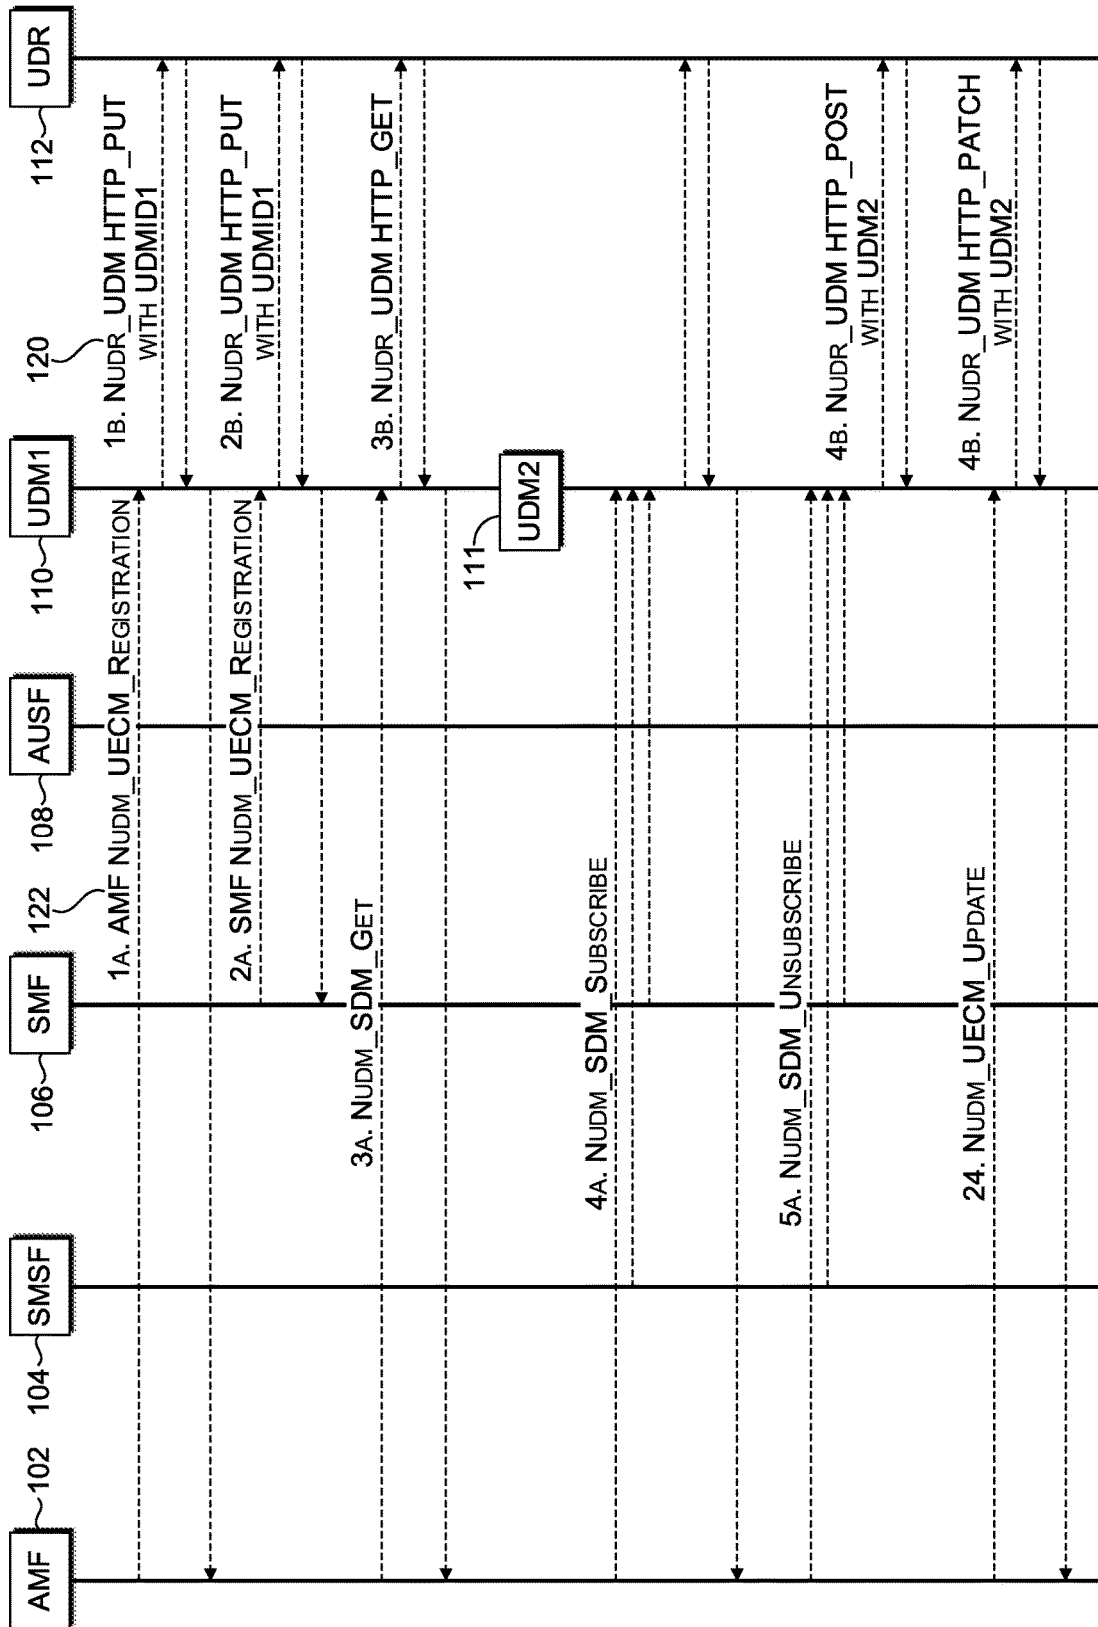 AMF
102
SMSF
104
SMF
106
AUSF
108
UDM1
110
UDR
112
122
120
1A. AMF NUDM_UECM_REGISTRATION
1B. NUDR_UDM HTTP_PUT
WITH UDMID1
2A. SMF NUDM_UECM_REGISTRATION
2B. NUDR_UDM HTTP_PUT
WITH UDMID1
3A. NUDM_SDM_GET
3B. NUDR_UDM HTTP_GET
111
UDM2
4A. NUDM_SDM_SUBSCRIBE
5A. NUDM_SDM_UNSUBSCRIBE
4B. NUDR_UDM HTTP_POST
WITH UDM2
24. NUDM_UECM_UPDATE
4B. NUDR_UDM HTTP_PATCH
WITH UDM2